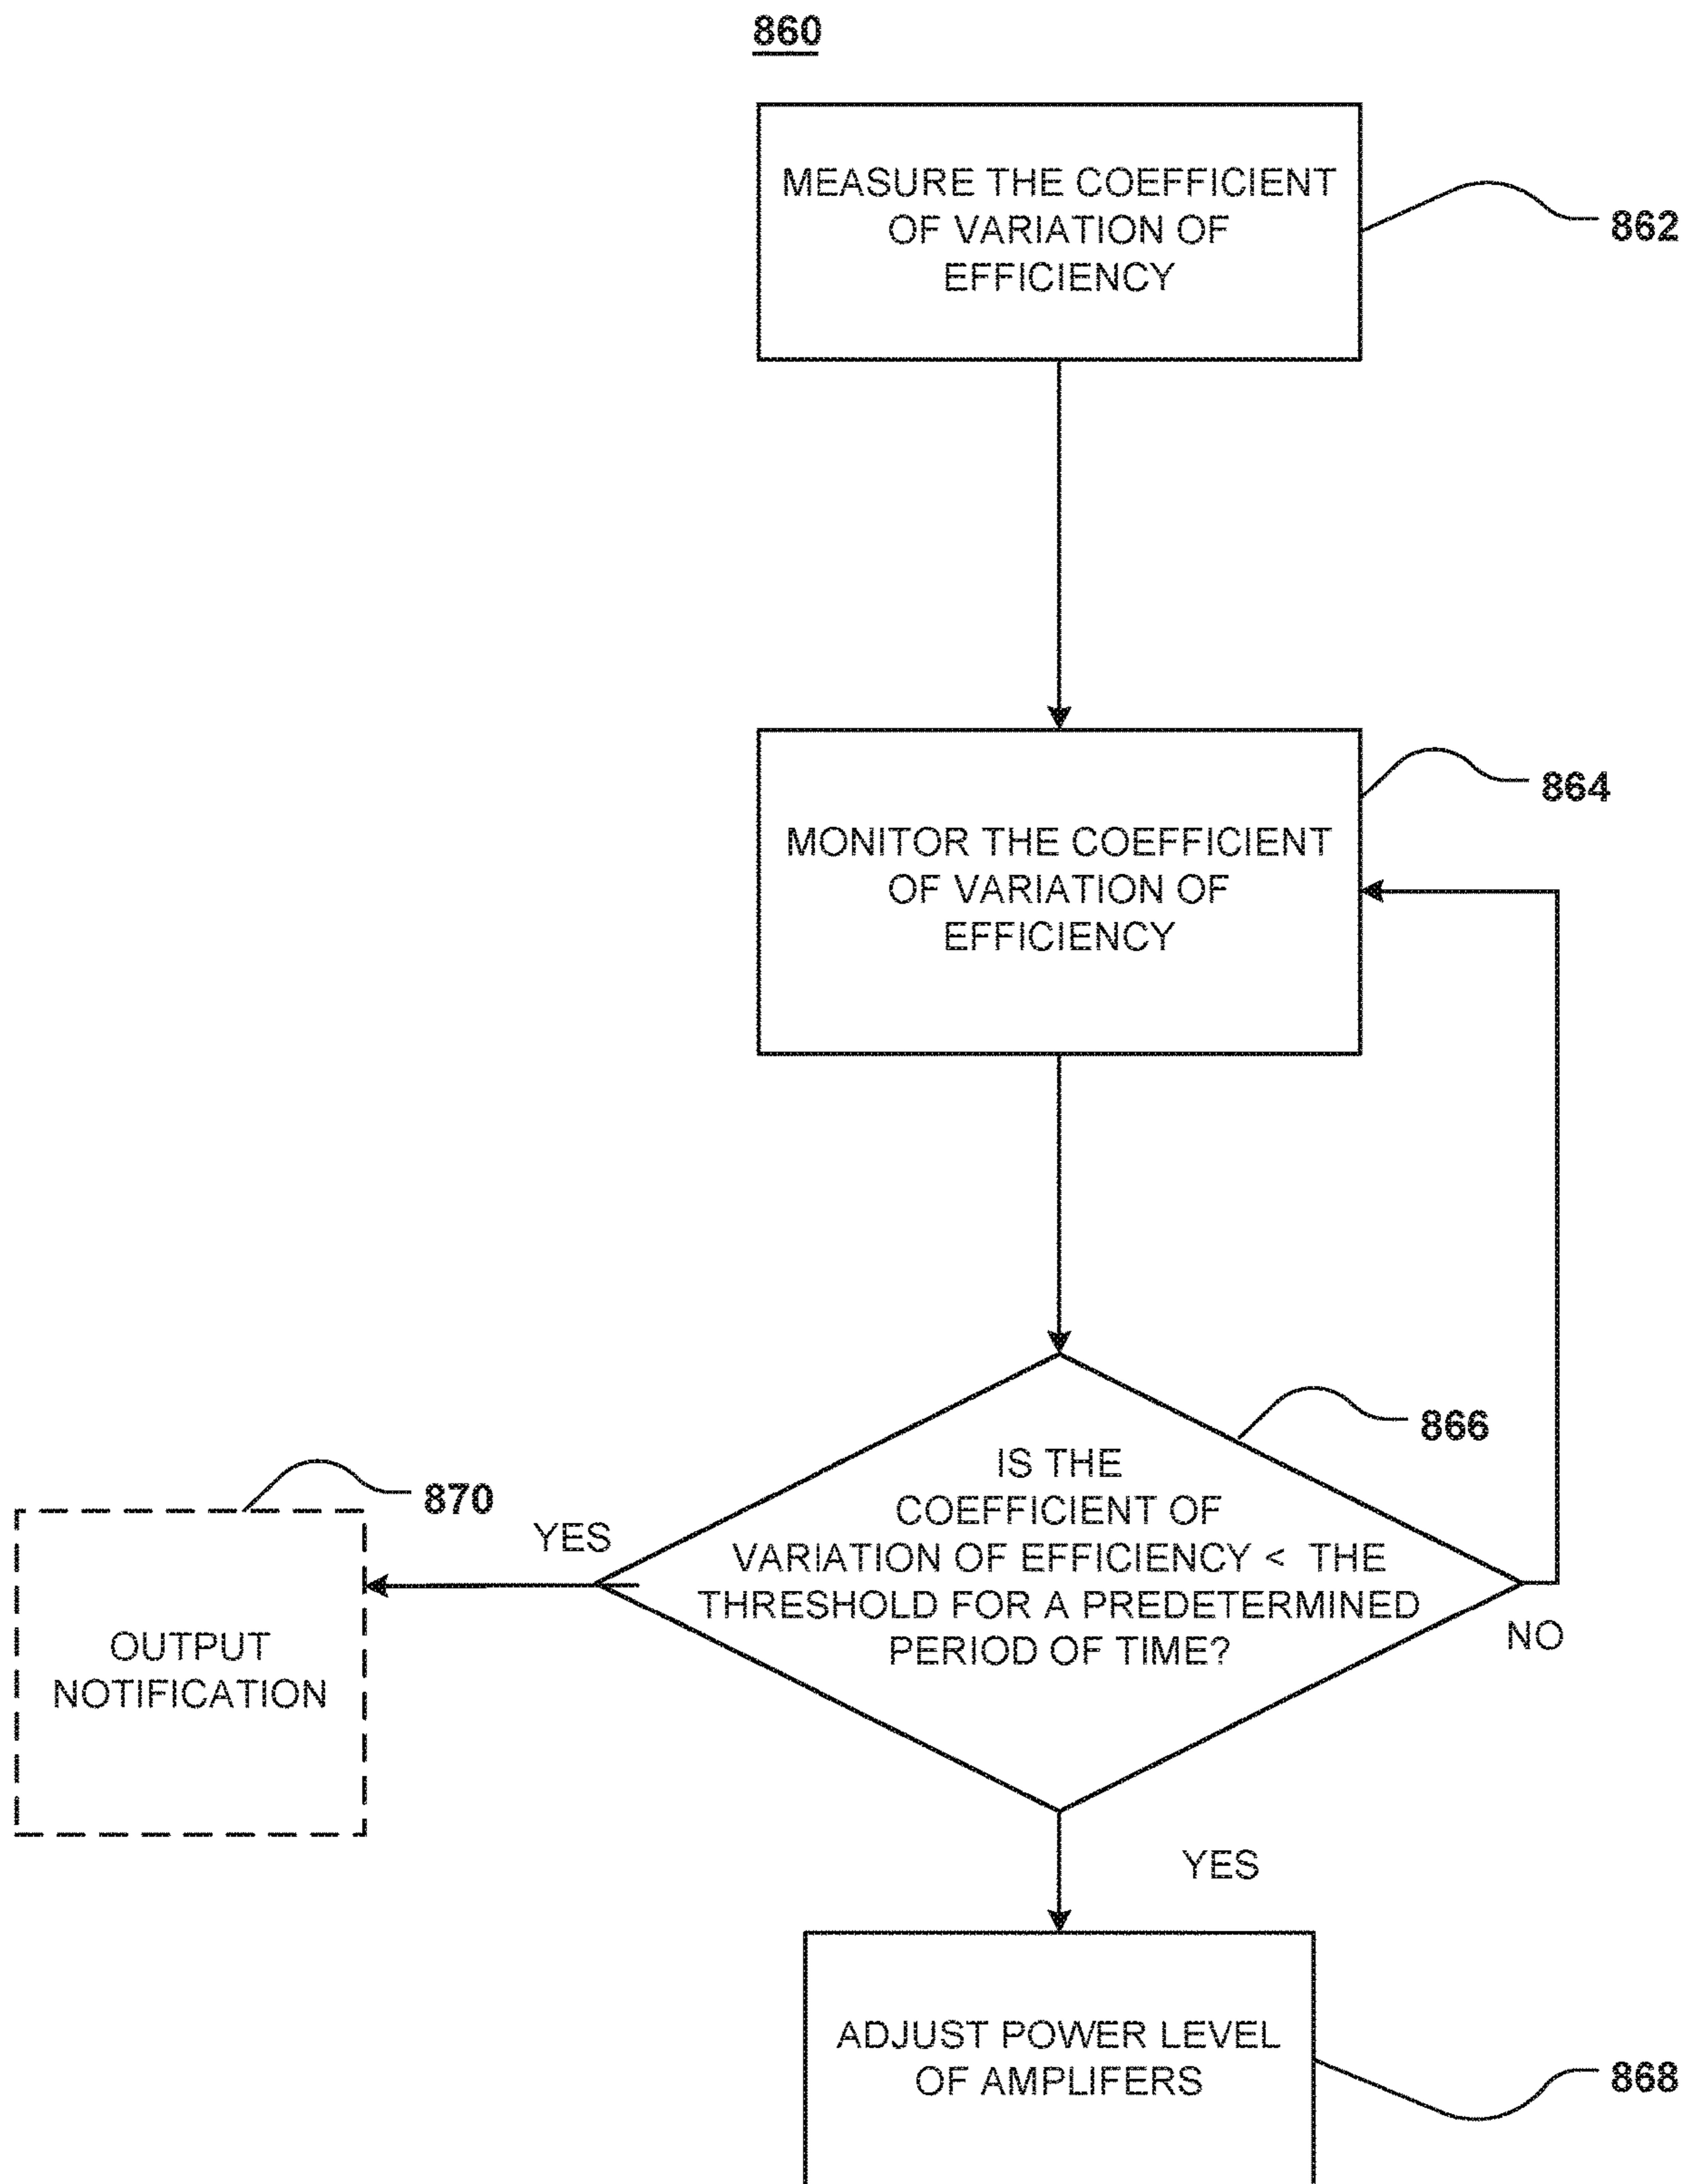 860
MEASURE THE COEFFICIENT
OF VARIATION OF
EFFICIENCY
862
864
MONITOR THE COEFFICIENT
OF VARIATION OF
EFFICIENCY
866
IS THE
COEFFICIENT OF
VARIATION OF EFFICIENCY < THE
THRESHOLD FOR A PREDETERMINED
PERIOD OF TIME?
870
YES
OUTPUT
NOTIFICATION
NO
YES
ADJUST POWER LEVEL
OF AMPLIFERS
868